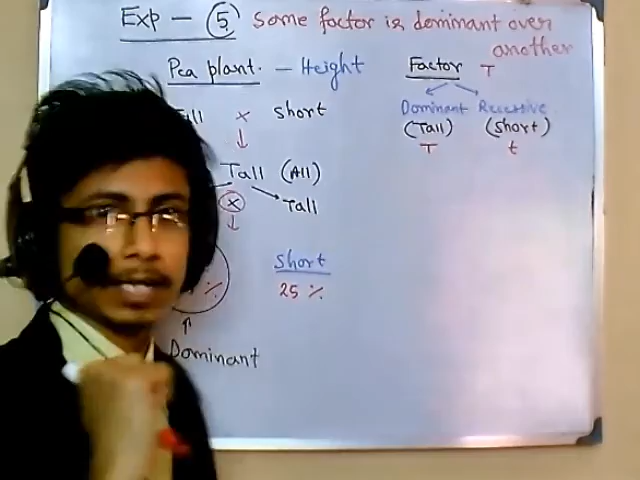 Exp - 5 Some factor is dominant over another
Pea plant. - Height
Factor T
Dominant Recessive
(Tall) (short)
T t
x short
Tall (All)
x Tall
short
% 25 %
Dominant